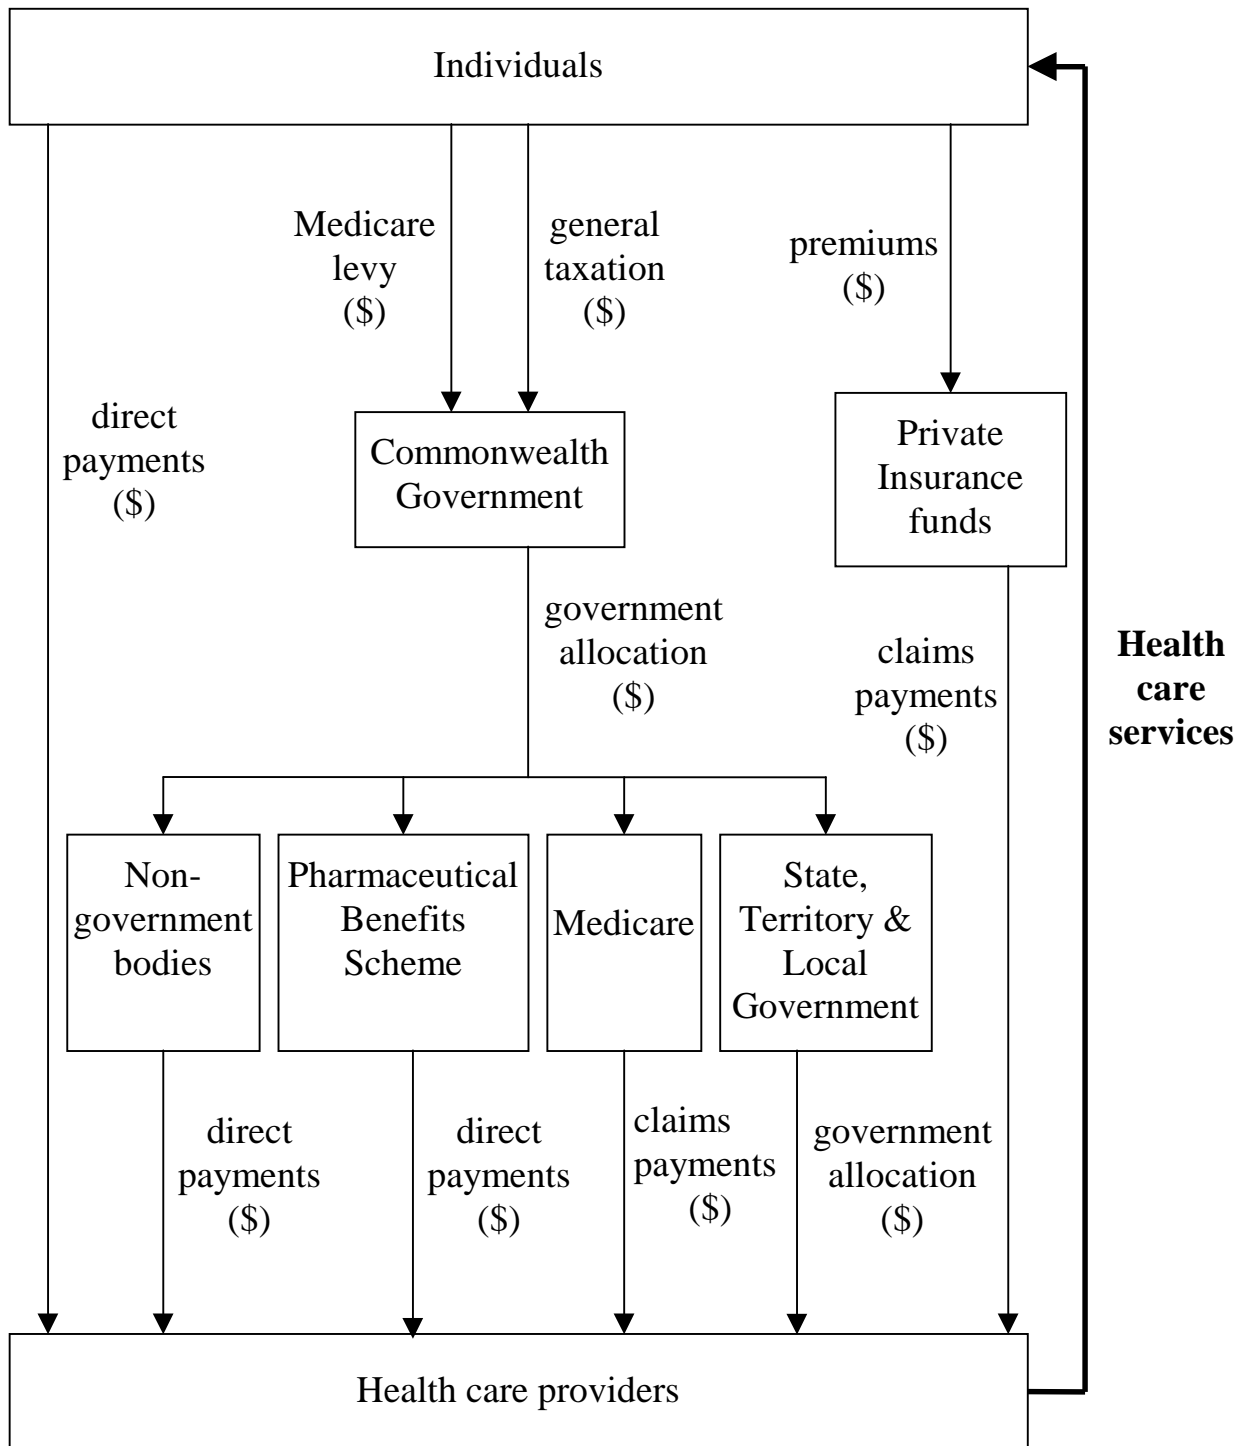 Individuals
Medicare
levy
($)
general
taxation
($)
premiums
($)
direct
payments
($)
Commonwealth
Government
Private
Insurance
funds
government
allocation
($)
claims
payments
($)
Health
care
services
Non-
government
bodies
Pharmaceutical
Benefits
Scheme
Medicare
State,
Territory &
Local
Government
direct
payments
($)
direct
payments
($)
claims
payments
($)
government
allocation
($)
Health care providers